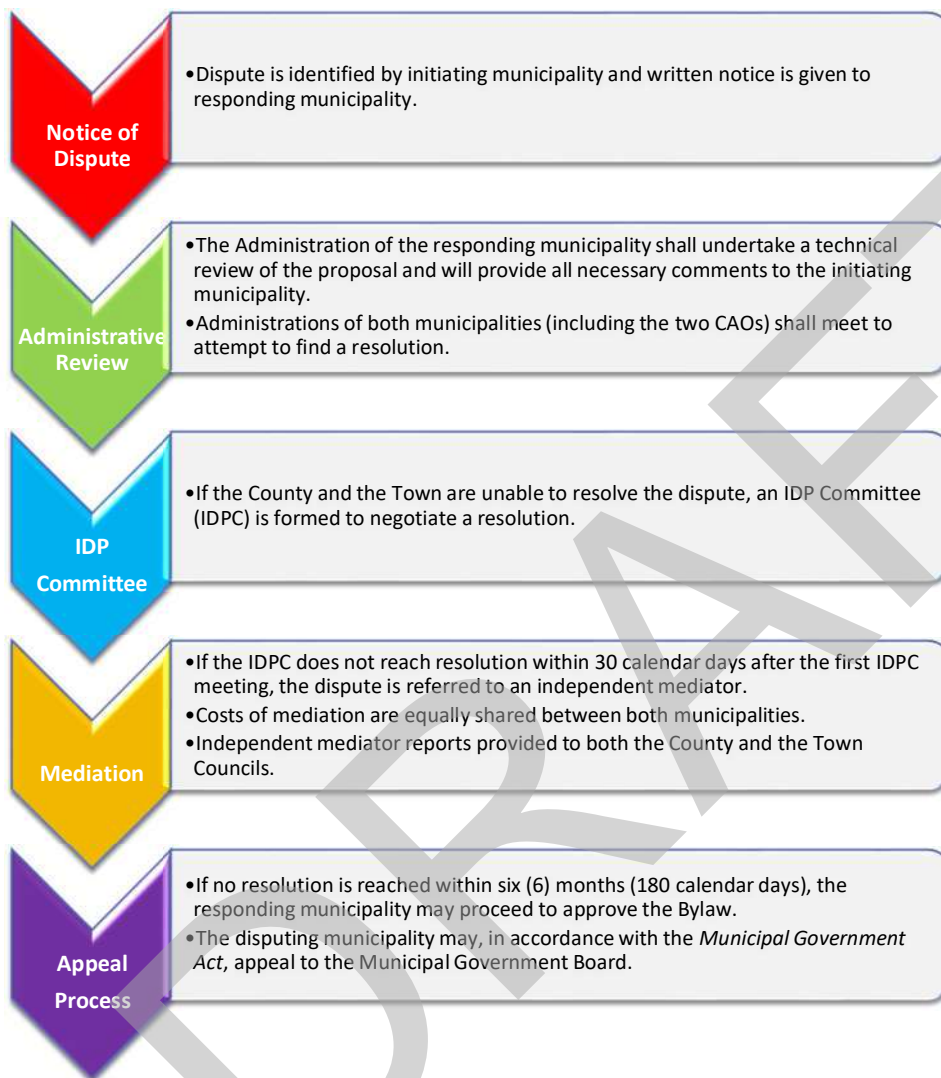 Notice of
Dispute
•Dispute is identified by initiating municipality and written notice is given to
responding municipality.
Administrative
Review
•The Administration of the responding municipality shall undertake a technical
review of the proposal and will provide all necessary comments to the initiating
municipality.
•Administrations of both municipalities (including the two CAOs) shall meet to
attempt to find a resolution.
IDP
Committee
•If the County and the Town are unable to resolve the dispute, an IDP Committee
(IDPC) is formed to negotiate a resolution.
Mediation
•If the IDPC does not reach resolution within 30 calendar days after the first IDPC
meeting, the dispute is referred to an independent mediator.
•Costs of mediation are equally shared between both municipalities.
•Independent mediator reports provided to both the County and the Town
Councils.
Appeal
Process
•If no resolution is reached within six (6) months (180 calendar days), the
responding municipality may proceed to approve the Bylaw.
•The disputing municipality may, in accordance with the Municipal Government
Act, appeal to the Municipal Government Board.
DRAFT